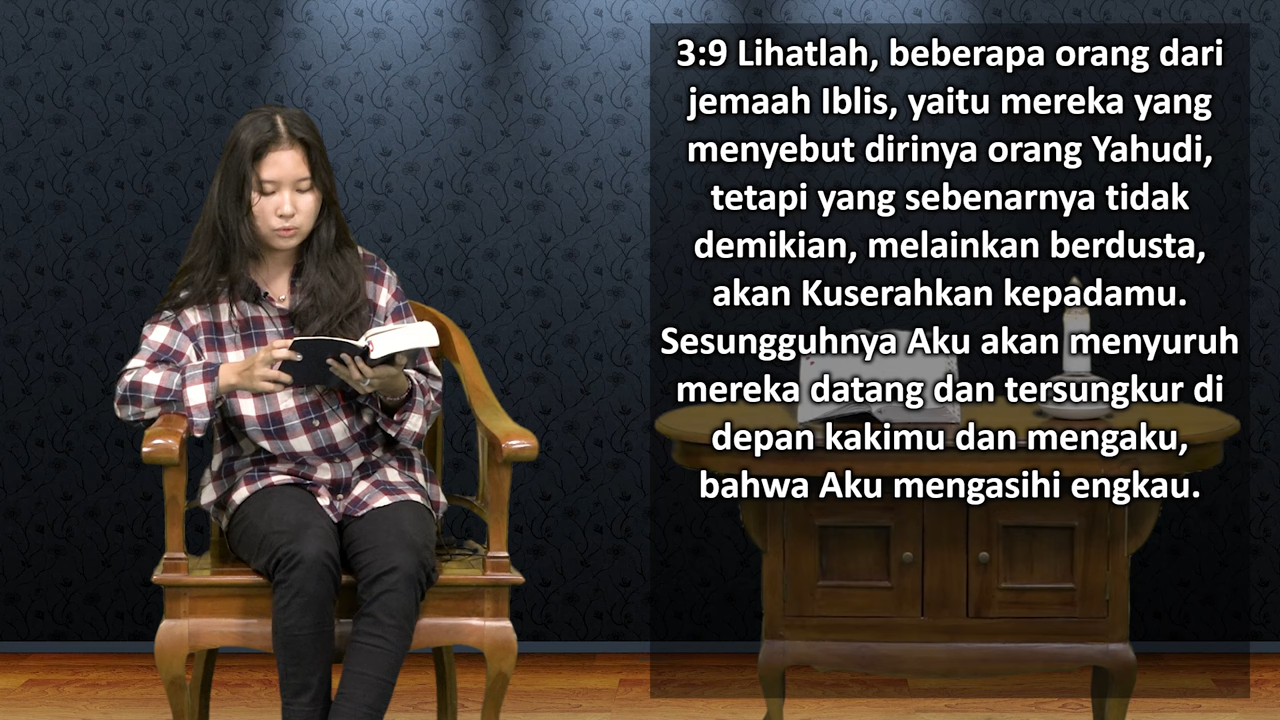 3:9 Lihatlah, beberapa orang dari
jemaah Iblis, yaitu mereka yang
menyebut dirinya orang Yahudi,
tetapi yang sebenarnya tidak
demikian, melainkan berdusta,
akan Kuserahkan kepadamu.
Sesungguhnya Aku akan menyuruh
mereka datang dan tersungkur di
depan kakimu dan mengaku,
bahwa Aku mengasihi engkau.